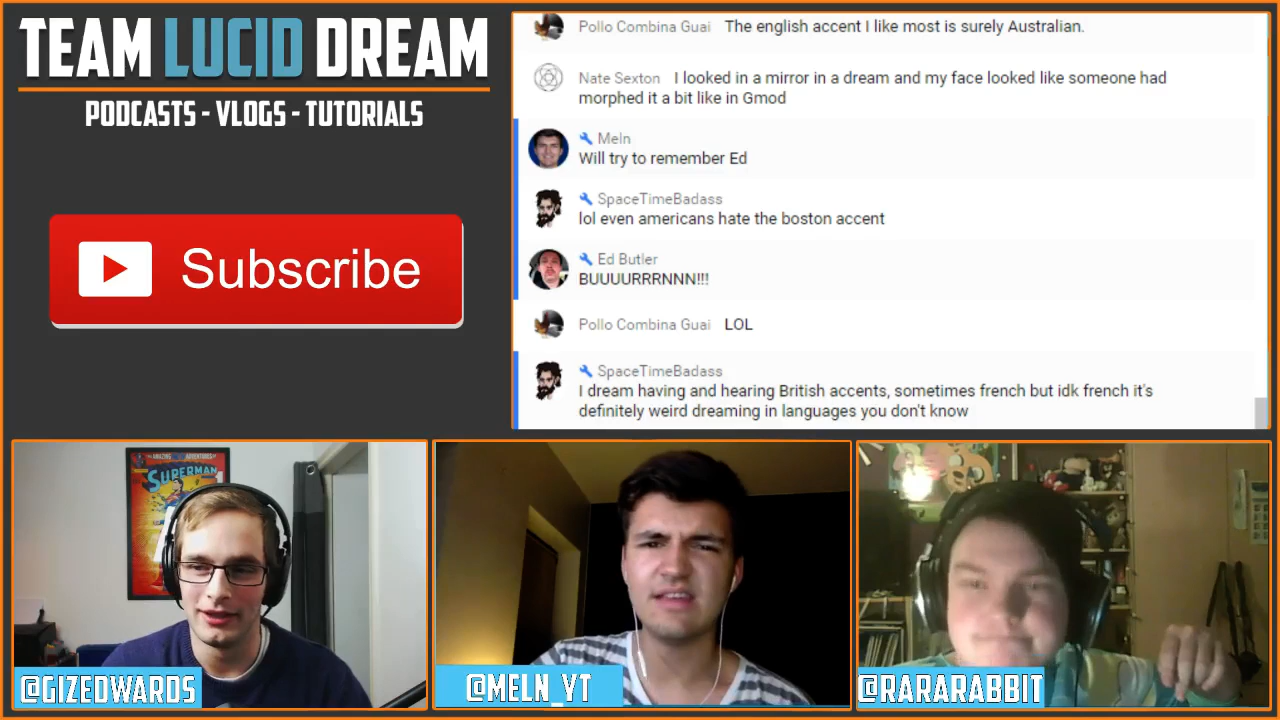 TEAM LUCID DREAM
PODCASTS - VLOGS - TUTORIALS
Subscribe
Pollo Combina Guai The english accent I like most is surely Australian.
Nate Sexton I looked in a mirror in a dream and my face looked like someone had
morphed it a bit like in Gmod
Meln
Will try to remember Ed
SpaceTimeBadass
lol even americans hate the boston accent
Ed Butler
BUUUURRRNNN!!!
Pollo Combina Guai LOL
SpaceTimeBadass
I dream having and hearing British accents, sometimes french but idk french it's
definitely weird dreaming in languages you don't know
SUPERMAN
@GIZEDWARDS
@MELN_YT
@RARARABBIT